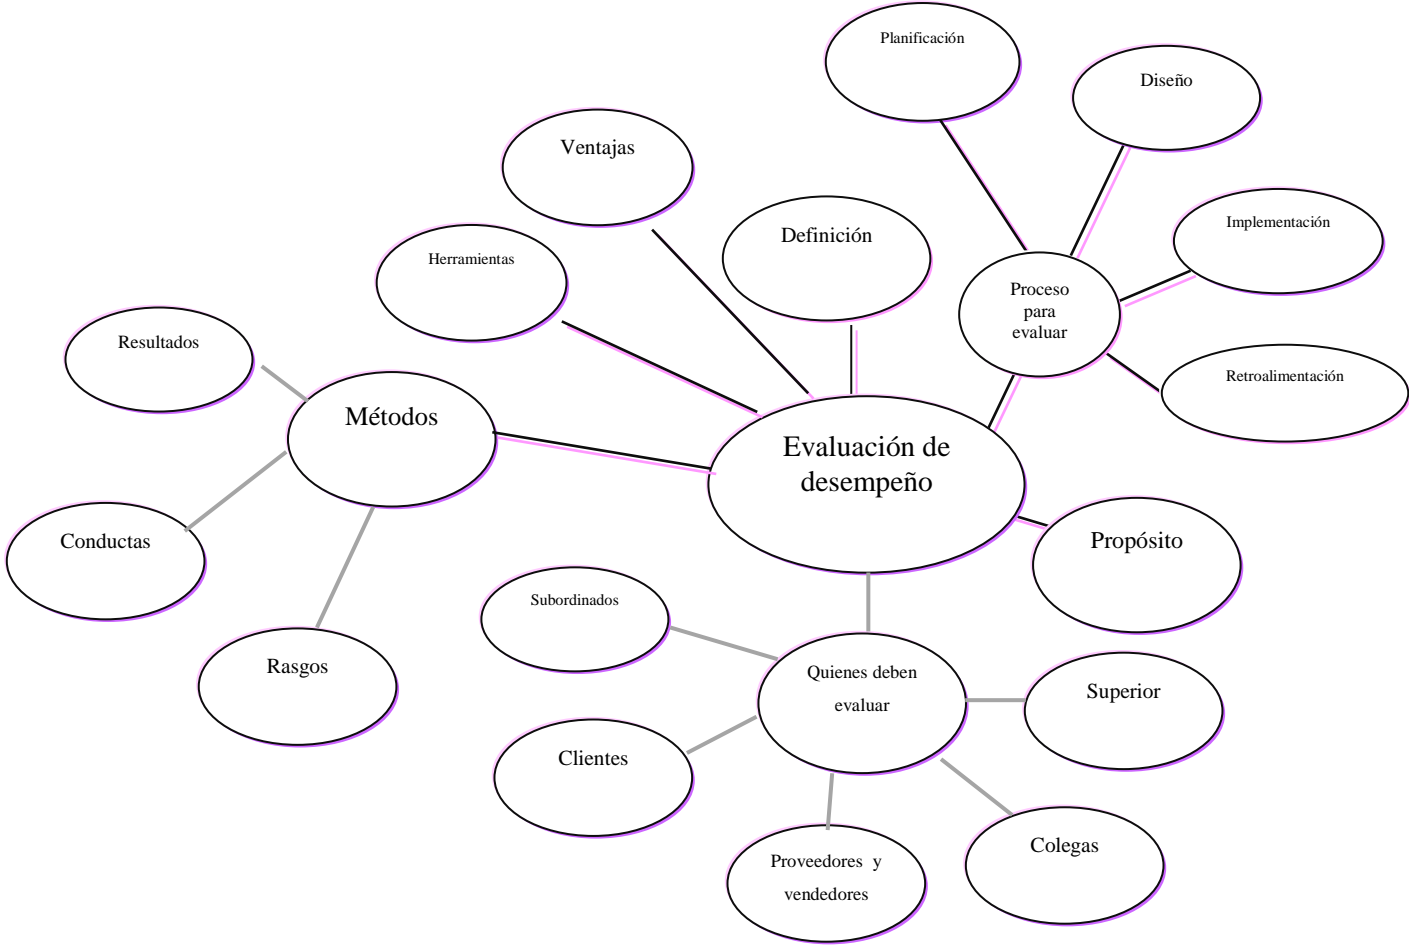 Planificación
Diseño
Ventajas
Definición
Implementación
Herramientas
Proceso
para
evaluar
Resultados
Retroalimentación
Métodos
Evaluación de
desempeño
Conductas
Propósito
Subordinados
Rasgos
Quienes deben
evaluar
Superior
Clientes
Colegas
Proveedores y
vendedores